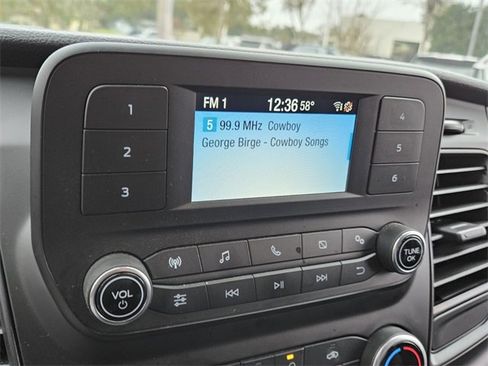 FM 1 12:36 58°
5 99.9 MHz Cowboy
George Birge - Cowboy Songs
1
2
3
4
5
6
VOL
TUNE
OK